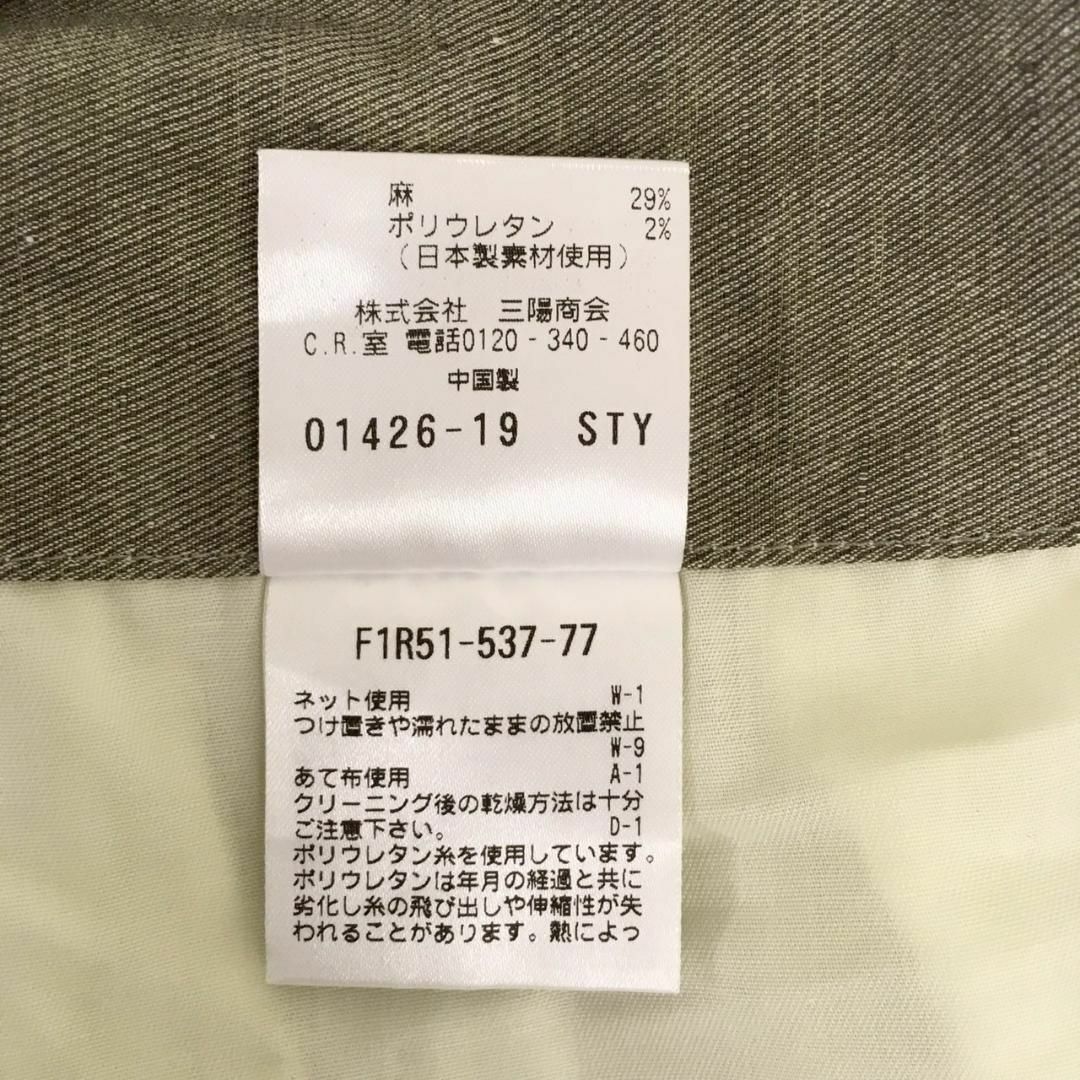 麻 29%
ポリウレタン 2%
（日本製素材使用）
株式会社 三陽商会
C.R.室 電話0120-340-460
中国製
01426-19 STY
F1R51-537-77
ネット使用 W-1
つけ置きや濡れたままの放置禁止
W-9
あて布使用 A-1
クリーニング後の乾燥方法は十分
ご注意下さい。 D-1
ポリウレタン糸を使用しています。
ポリウレタンは年月の経過と共に
劣化し糸の飛び出しや伸縮性が失
われることがあります。熱によっ